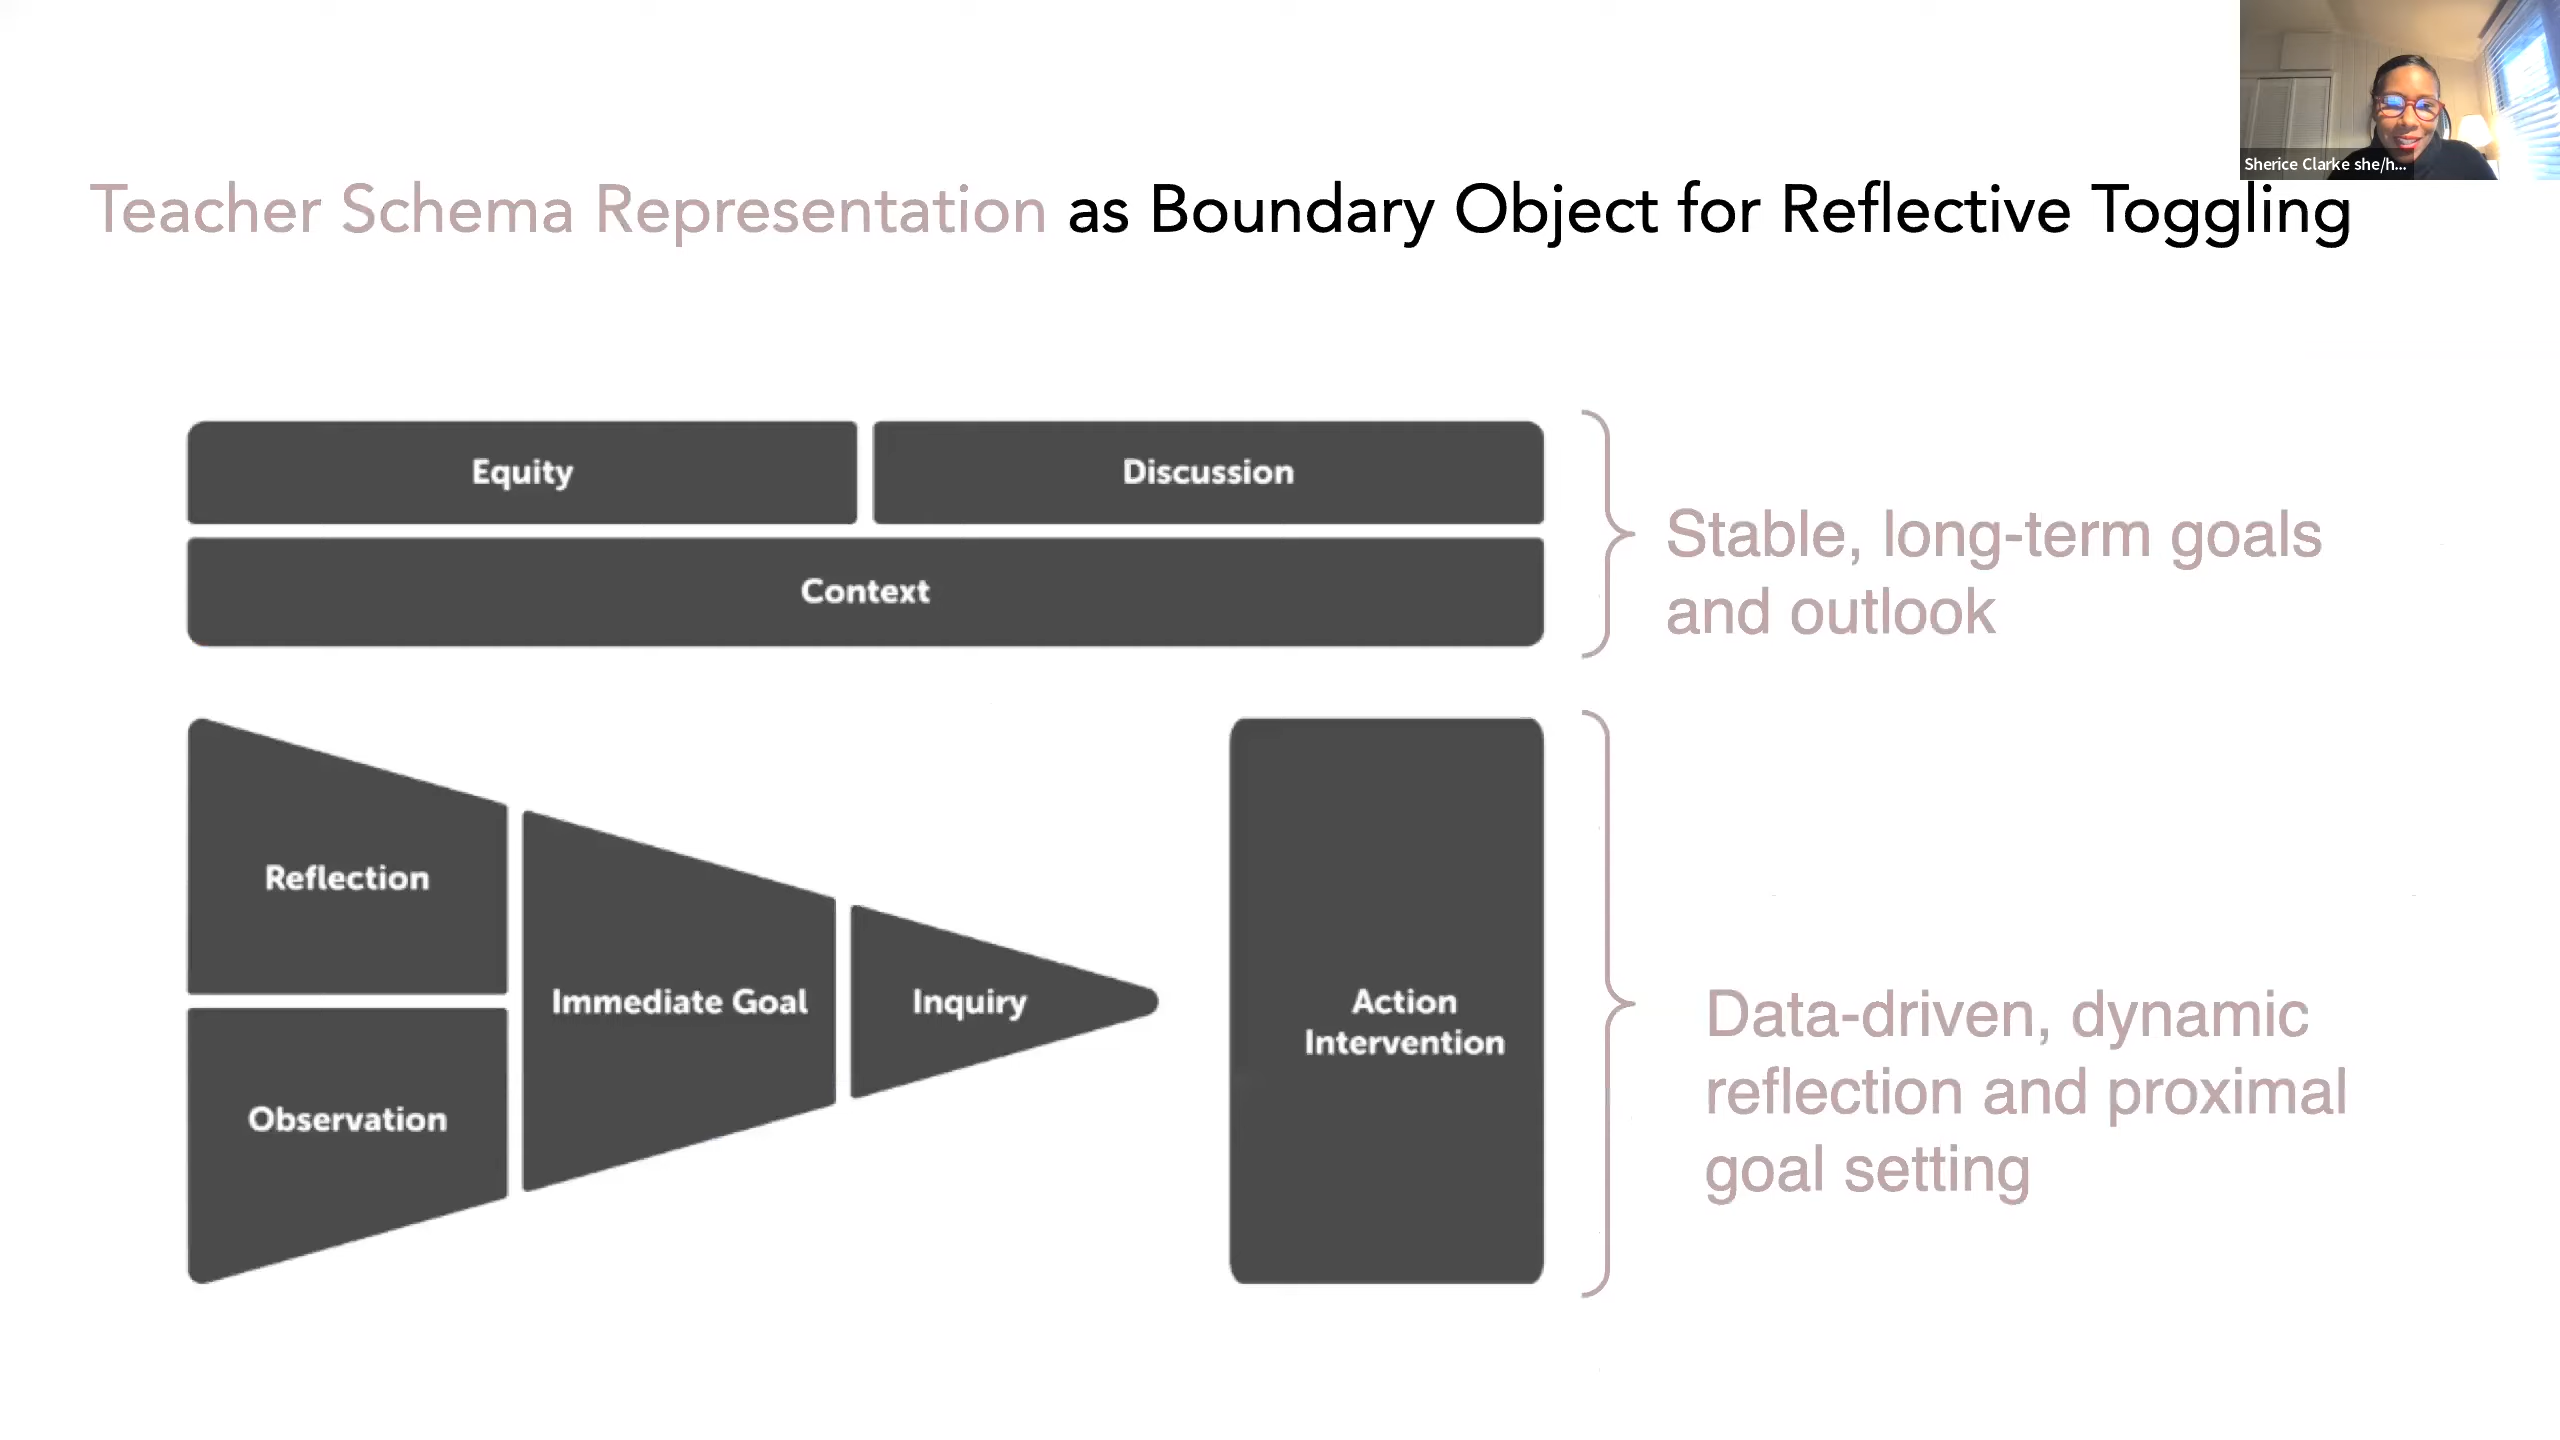 Sherice Clarke she/h...
Teacher Schema Representation as Boundary Object for Reflective Toggling
Equity
Discussion
Context
Stable, long-term goals
and outlook
Reflection
Observation
Immediate Goal
Inquiry
Action
Intervention
Data-driven, dynamic
reflection and proximal
goal setting